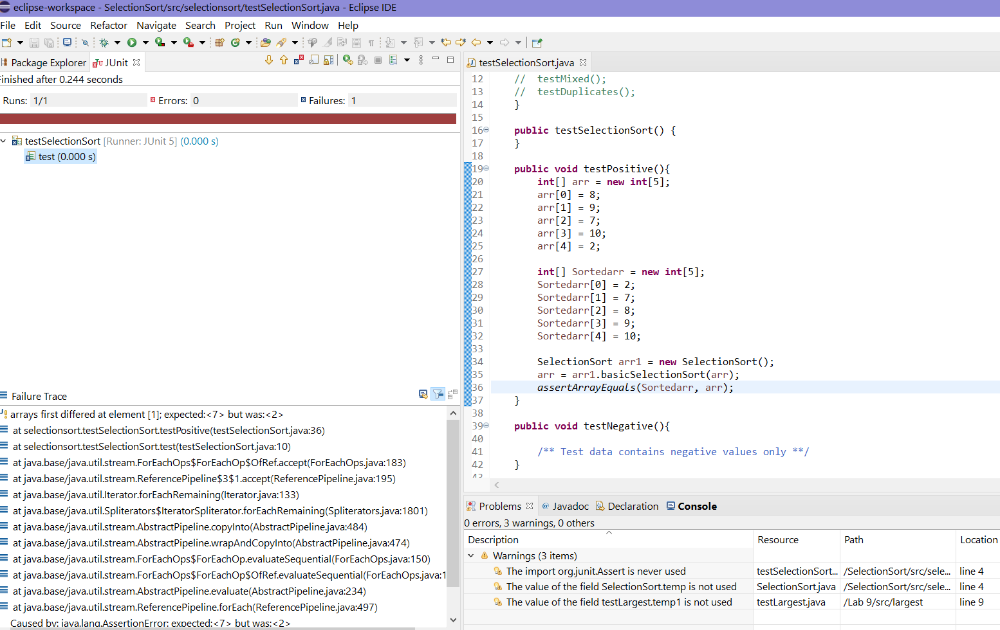 eclipse-workspace - SelectionSort/src/selectionsort/testSelectionSort.java - Eclipse IDE
File Edit Source Refactor Navigate Search Project Run Window Help
Package Explorer JUnit
Finished after 0.244 seconds
Runs: 1/1 Errors: 0 Failures: 1
testSelectionSort [Runner: JUnit 5] (0.000 s)
test (0.000 s)
Failure Trace
arrays first differed at element [1]; expected:<7> but was:<2>
at selectionsort.testSelectionSort.testPositive(testSelectionSort.java:36)
at selectionsort.testSelectionSort.test(testSelectionSort.java:10)
at java.base/java.util.stream.ForEachOps$ForEachOp$OfRef.accept(ForEachOps.java:183)
at java.base/java.util.stream.ReferencePipeline$3$1.accept(ReferencePipeline.java:195)
at java.base/java.util.Iterator.forEachRemaining(Iterator.java:133)
at java.base/java.util.Spliterators$IteratorSpliterator.forEachRemaining(Spliterators.java:1801)
at java.base/java.util.stream.AbstractPipeline.copyInto(AbstractPipeline.java:484)
at java.base/java.util.stream.AbstractPipeline.wrapAndCopyInto(AbstractPipeline.java:474)
at java.base/java.util.stream.ForEachOps$ForEachOp.evaluateSequential(ForEachOps.java:150)
at java.base/java.util.stream.ForEachOps$ForEachOp$OfRef.evaluateSequential(ForEachOps.java:1
at java.base/java.util.stream.AbstractPipeline.evaluate(AbstractPipeline.java:234)
at java.base/java.util.stream.ReferencePipeline.forEach(ReferencePipeline.java:497)
Caused by: java.lang.AssertionError: expected:<7> but was:<2>
testSelectionSort.java
12 // testMixed();
13 // testDuplicates();
14 }
15
16 public testSelectionSort() {
17 }
18
19 public void testPositive(){
20 int[] arr = new int[5];
21 arr[0] = 8;
22 arr[1] = 9;
23 arr[2] = 7;
24 arr[3] = 10;
25 arr[4] = 2;
26
27 int[] Sortedarr = new int[5];
28 Sortedarr[0] = 2;
29 Sortedarr[1] = 7;
30 Sortedarr[2] = 8;
31 Sortedarr[3] = 9;
32 Sortedarr[4] = 10;
33
34 SelectionSort arr1 = new SelectionSort();
35 arr = arr1.basicSelectionSort(arr);
36 assertArrayEquals(Sortedarr, arr);
37 }
38
39 public void testNegative(){
40
41 /** Test data contains negative values only **/
42 }
43
Problems @ Javadoc Declaration Console
0 errors, 3 warnings, 0 others
Description Resource Path Location
Warnings (3 items)
The import org.junit.Assert is never used testSelectionSort... /SelectionSort/src/sele... line 4
The value of the field SelectionSort.temp is not used SelectionSort.java /SelectionSort/src/sele... line 4
The value of the field testLargest.temp1 is not used testLargest.java /Lab 9/src/largest line 9